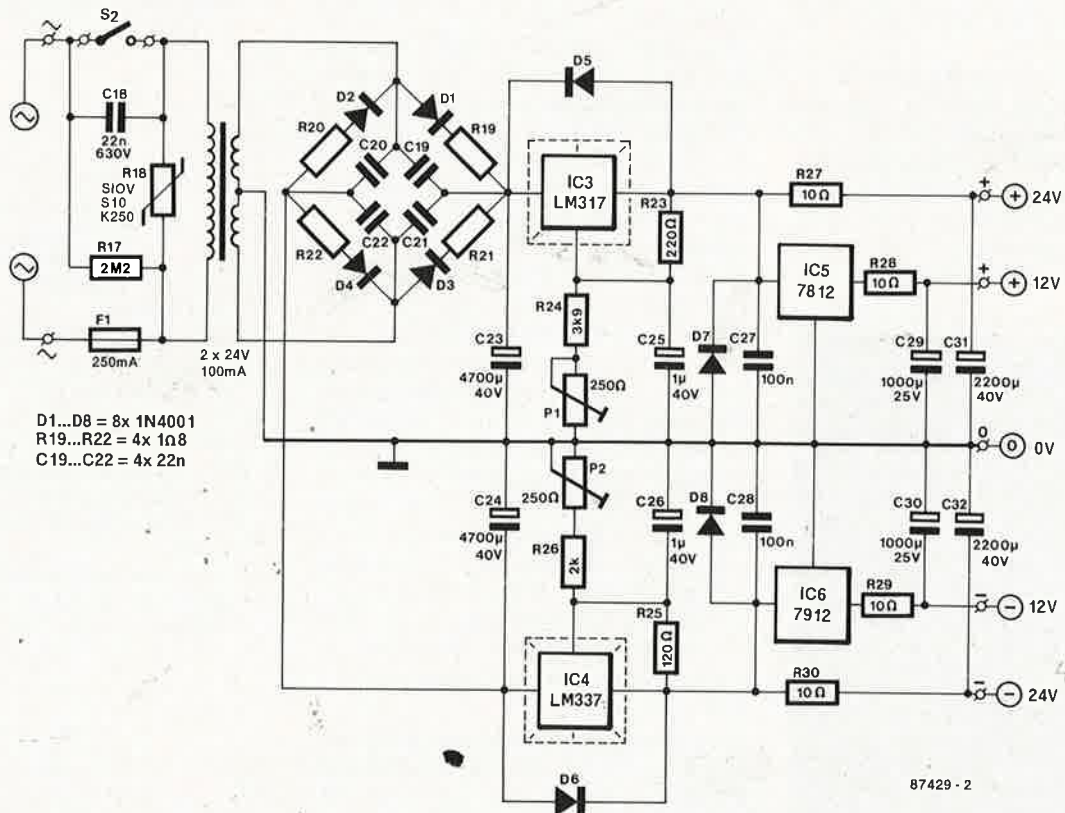 S2
C18
22n
630V
R18
SIOV
S10
K250
R17
2M2
F1
250mA
2 x 24V
100mA
D2
D1
R20
R19
C20
C19
C22
C21
R22
R21
D4
D3
D5
IC3
LM317
R23
220Ω
R24
3k9
C23
4700µ
40V
250Ω
P1
C25
1µ
40V
D7
C27
100n
R27
10Ω
+
+
24V
IC5
7812
R28
10Ω
+
+
12V
C29
1000µ
25V
C31
2200µ
40V
0
0
0V
D1...D8 = 8x 1N4001
R19...R22 = 4x 1Ω8
C19...C22 = 4x 22n
P2
250Ω
C24
4700µ
40V
R26
2k
C26
1µ
40V
D8
C28
100n
C30
1000µ
25V
C32
2200µ
40V
IC6
7912
R29
10Ω
–
–
12V
R25
120Ω
IC4
LM337
R30
10Ω
–
–
24V
D6
87429 - 2